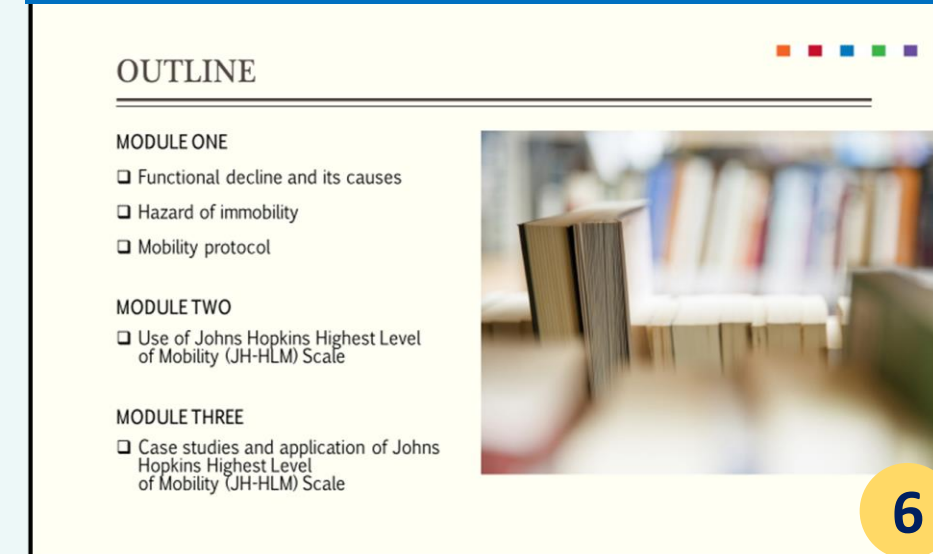 OUTLINE
MODULE ONE
Functional decline and its causes
Hazard of immobility
Mobility protocol
MODULE TWO
Use of Johns Hopkins Highest Level
of Mobility (JH-HLM) Scale
MODULE THREE
Case studies and application of Johns
Hopkins Highest Level
of Mobility (JH-HLM) Scale
6